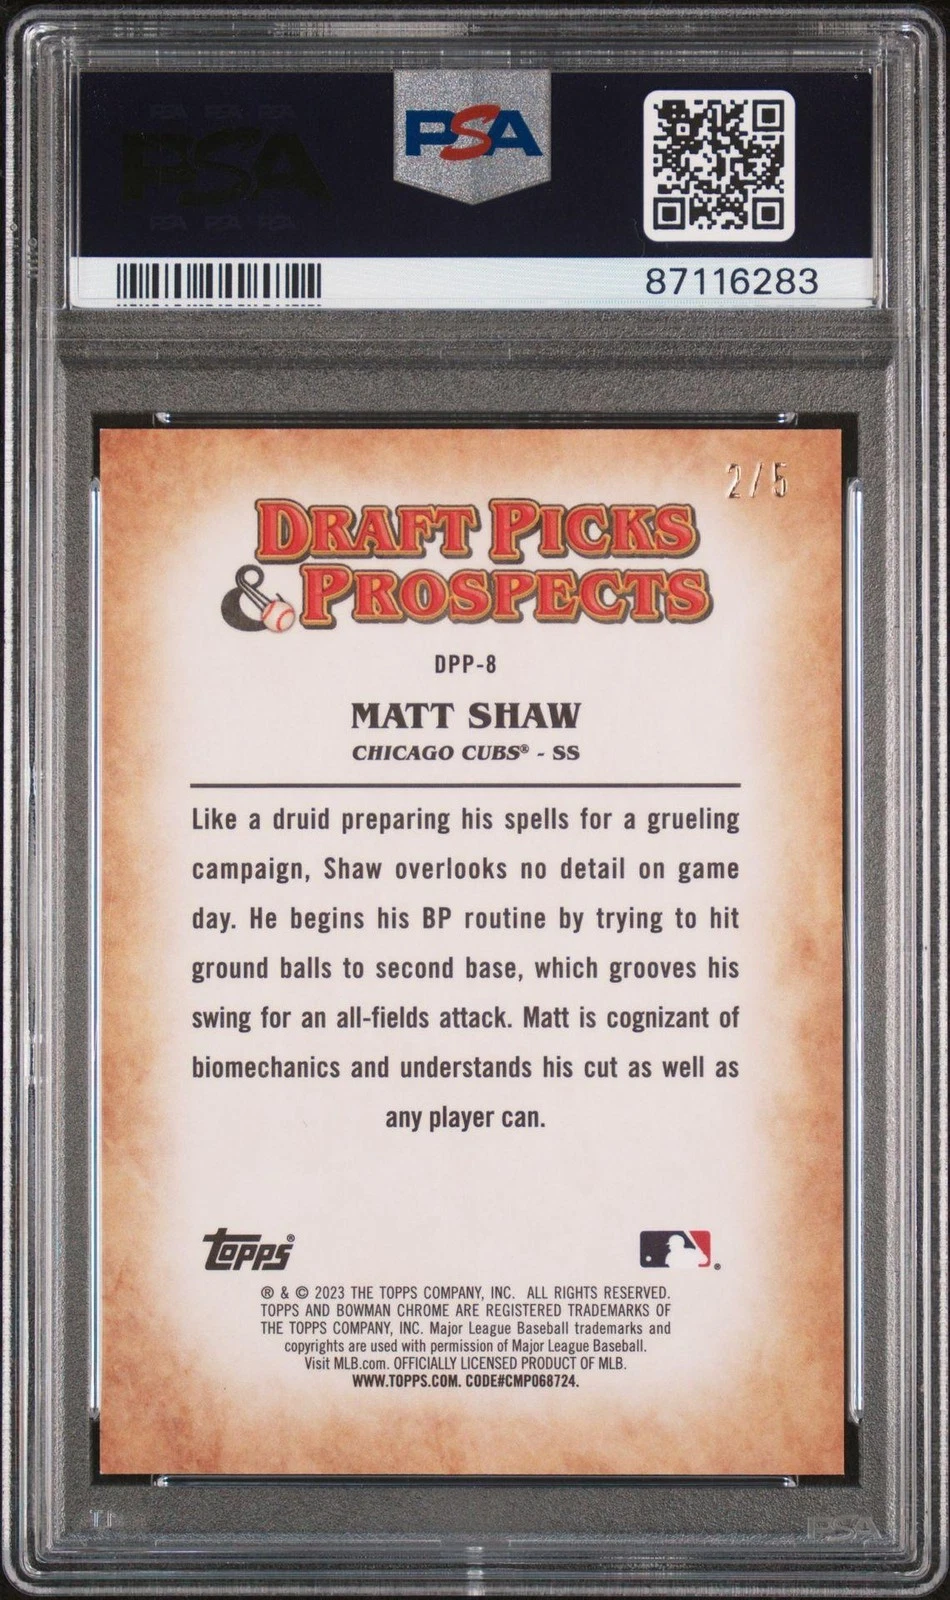 PSA
87116283
2/5
DRAFT PICKS
& PROSPECTS
DPP-8
MATT SHAW
CHICAGO CUBS® - SS
Like a druid preparing his spells for a grueling
campaign, Shaw overlooks no detail on game
day. He begins his BP routine by trying to hit
ground balls to second base, which grooves his
swing for an all-fields attack. Matt is cognizant of
biomechanics and understands his cut as well as
any player can.
topps®
® & © 2023 THE TOPPS COMPANY, INC. ALL RIGHTS RESERVED.
TOPPS AND BOWMAN CHROME ARE REGISTERED TRADEMARKS OF
THE TOPPS COMPANY, INC. Major League Baseball trademarks and
copyrights are used with permission of Major League Baseball.
Visit MLB.com. OFFICIALLY LICENSED PRODUCT OF MLB.
WWW.TOPPS.COM. CODE#CMP068724.
PSA